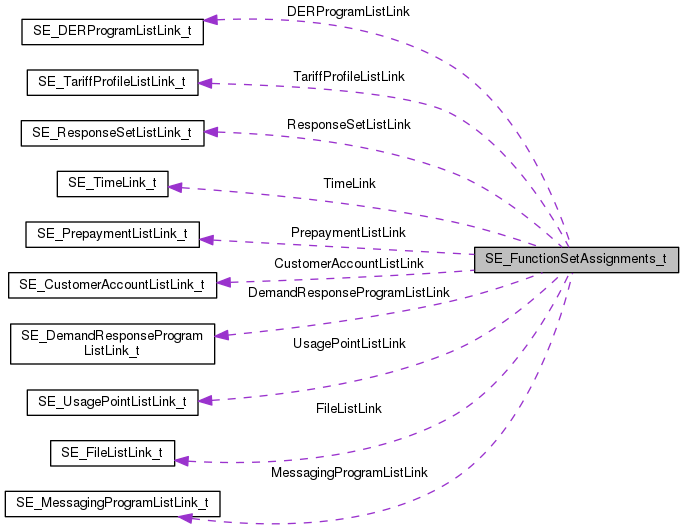 DERProgramListLink
SE_DERProgramListLink_t
TariffProfileListLink
SE_TariffProfileListLink_t
ResponseSetListLink
SE_ResponseSetListLink_t
TimeLink
SE_TimeLink_t
PrepaymentListLink
SE_PrepaymentListLink_t
SE_FunctionSetAssignments_t
CustomerAccountListLink
SE_CustomerAccountListLink_t
DemandResponseProgramListLink
SE_DemandResponseProgram
ListLink_t
UsagePointListLink
SE_UsagePointListLink_t
FileListLink
SE_FileListLink_t
MessagingProgramListLink
SE_MessagingProgramListLink_t